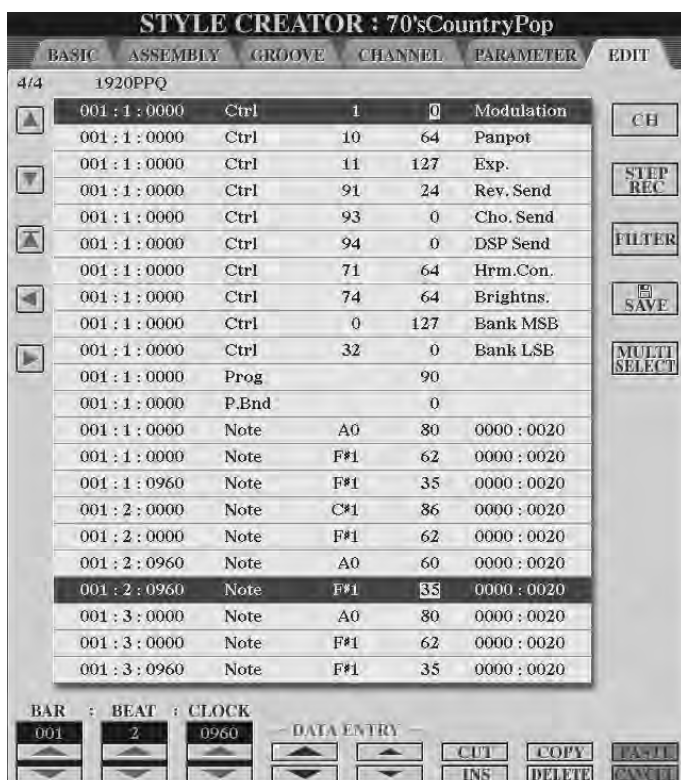 STYLE CREATOR : 70'sCountryPop
BASIC ASSEMBLY GROOVE CHANNEL PARAMETER EDIT
4/4 1920PPQ
001 : 1 : 0000 Ctrl 1 0 Modulation
001 : 1 : 0000 Ctrl 10 64 Panpot
001 : 1 : 0000 Ctrl 11 127 Exp.
001 : 1 : 0000 Ctrl 91 24 Rev. Send
001 : 1 : 0000 Ctrl 93 0 Cho. Send
001 : 1 : 0000 Ctrl 94 0 DSP Send
001 : 1 : 0000 Ctrl 71 64 Hrm.Con.
001 : 1 : 0000 Ctrl 74 64 Brightns.
001 : 1 : 0000 Ctrl 0 127 Bank MSB
001 : 1 : 0000 Ctrl 32 0 Bank LSB
001 : 1 : 0000 Prog 90
001 : 1 : 0000 P.Bnd 0
001 : 1 : 0000 Note A0 80 0000 : 0020
001 : 1 : 0000 Note F#1 62 0000 : 0020
001 : 1 : 0960 Note F#1 35 0000 : 0020
001 : 2 : 0000 Note C#1 86 0000 : 0020
001 : 2 : 0000 Note F#1 62 0000 : 0020
001 : 2 : 0960 Note A0 60 0000 : 0020
001 : 2 : 0960 Note F#1 35 0000 : 0020
001 : 3 : 0000 Note A0 80 0000 : 0020
001 : 3 : 0000 Note F#1 62 0000 : 0020
001 : 3 : 0960 Note F#1 35 0000 : 0020
CH
STEP
REC
FILTER
SAVE
MULTI
SELECT
BAR : BEAT : CLOCK
001 2 0960
DATA ENTRY
CUT COPY PASTE
INS DELETE CANCEL